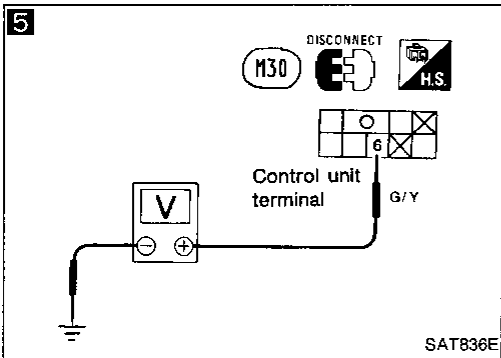 5
DISCONNECT
M30
H.S.
6
Control unit
terminal
G/Y
V
SAT836E